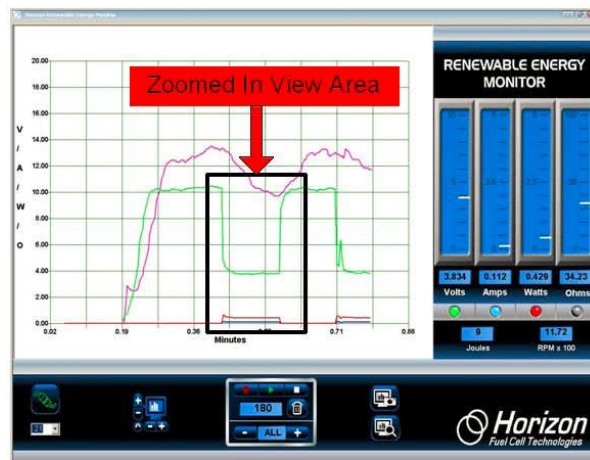 Horizon Renewable Energy Monitor
Zoomed In View Area
20.00
18.00
16.00
14.00
12.00
10.00
8.00
6.00
4.00
2.00
0.00
V / A / W / O
0.02 0.19 0.36 0.71 0.88
Minutes
RENEWABLE ENERGY
MONITOR
3.834 0.112 0.429 34.23
Volts Amps Watts Ohms
9 11.72
Joules RPM x 100
180
ALL
Horizon
Fuel Cell Technologies